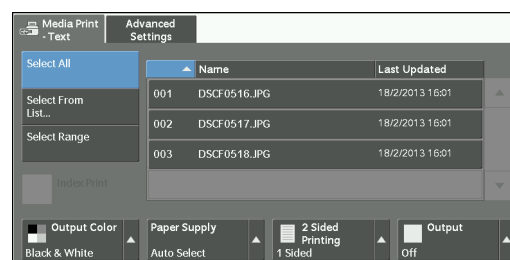 Media Print
- Text
Advanced
Settings
Select All
Select From
List...
Select Range
Index Print
Name
Last Updated
001 DSCF0516.JPG 18/2/2013 16:01
002 DSCF0517.JPG 18/2/2013 16:01
003 DSCF0518.JPG 18/2/2013 16:01
Output Color
Black & White
Paper Supply
Auto Select
2 Sided
Printing
1 Sided
Output
Off